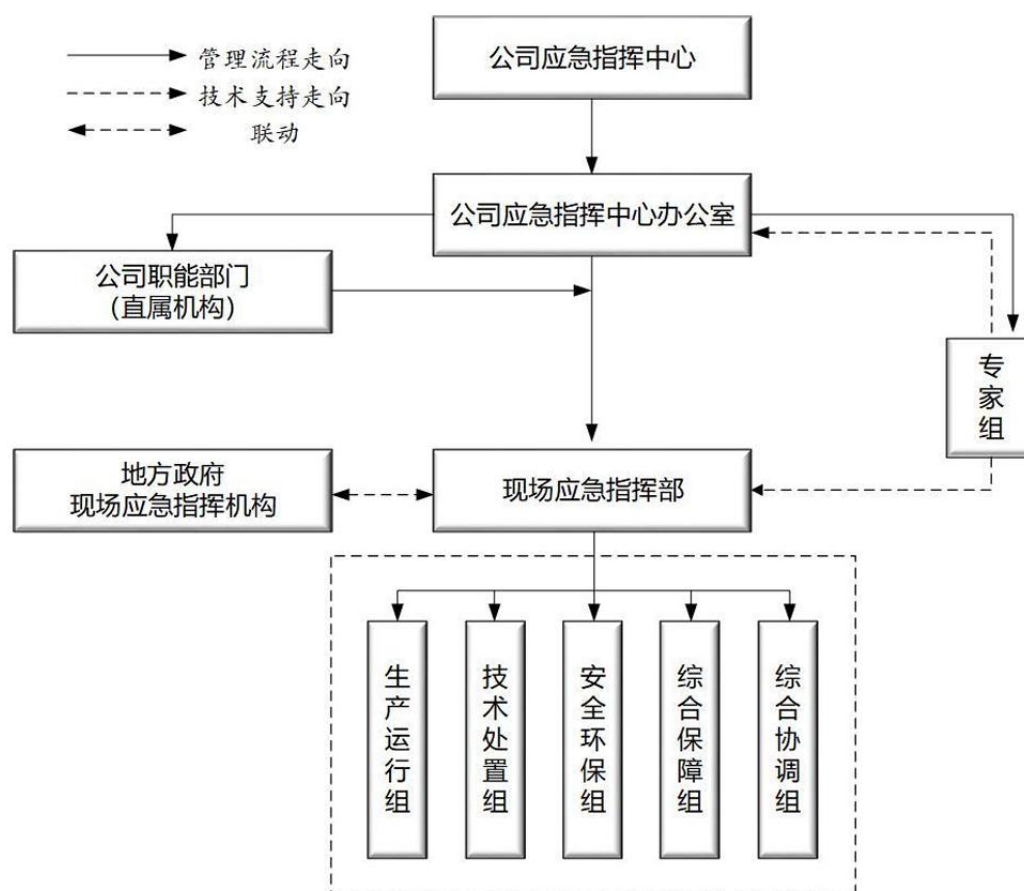 管理流程走向
技术支持走向
联动
公司应急指挥中心
公司应急指挥中心办公室
公司职能部门
(直属机构)
专家组
地方政府
现场应急指挥机构
现场应急指挥部
生产运行组
技术处置组
安全环保组
综合保障组
综合协调组